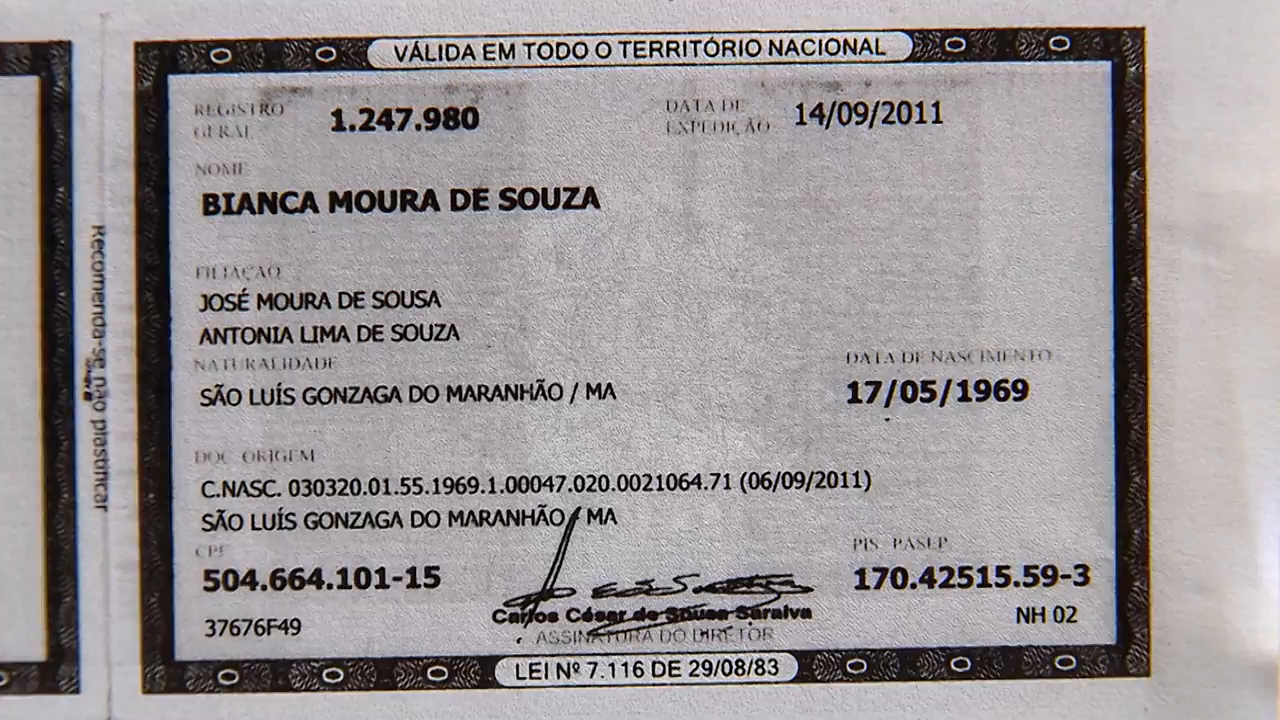 VÁLIDA EM TODO O TERRITÓRIO NACIONAL
REGISTRO GERAL 1.247.980
DATA DE EXPEDIÇÃO 14/09/2011
NOME
BIANCA MOURA DE SOUZA
FILIAÇÃO
JOSÉ MOURA DE SOUSA
ANTONIA LIMA DE SOUZA
NATURALIDADE
SÃO LUÍS GONZAGA DO MARANHÃO / MA
DATA DE NASCIMENTO
17/05/1969
DOC ORIGEM
C.NASC. 030320.01.55.1969.1.00047.020.0021064.71 (06/09/2011)
SÃO LUÍS GONZAGA DO MARANHÃO / MA
CPF
504.664.101-15
PIS PASEP
170.42515.59-3
37676F49
Carlos César de Sousa Saraiva
ASSINATURA DO DIRETOR
NH 02
LEI Nº 7.116 DE 29/08/83
Recomenda-se não plastificar